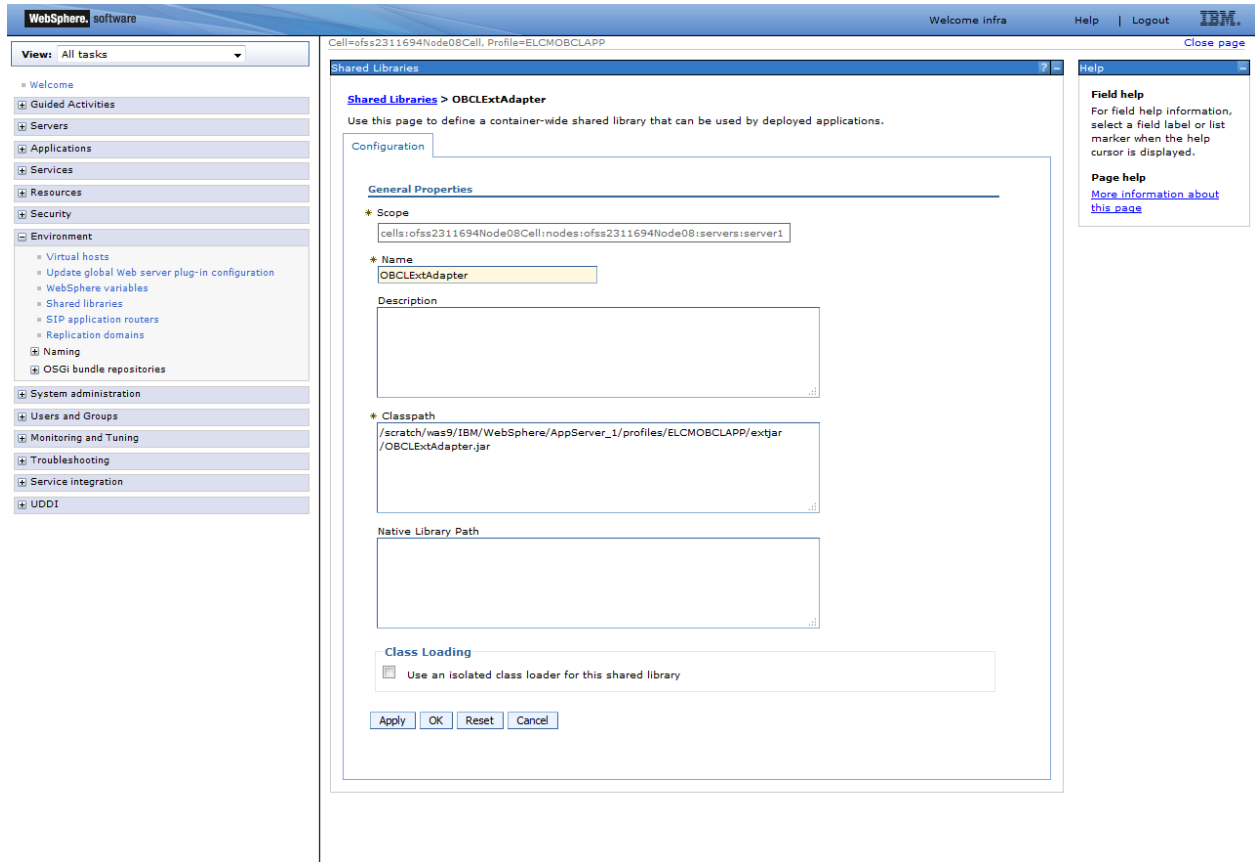 WebSphere. software
Welcome infra
Help | Logout
IBM.
View: All tasks
Cell=ofss2311694Node08Cell, Profile=ELCMOBCLAPP
Close page
Welcome
Guided Activities
Servers
Applications
Services
Resources
Security
Environment
Virtual hosts
Update global Web server plug-in configuration
WebSphere variables
Shared libraries
SIP application routers
Replication domains
Naming
OSGi bundle repositories
System administration
Users and Groups
Monitoring and Tuning
Troubleshooting
Service integration
UDDI
Shared Libraries
? -
Shared Libraries > OBCLExtAdapter
Use this page to define a container-wide shared library that can be used by deployed applications.
Configuration
General Properties
* Scope
cells:ofss2311694Node08Cell:nodes:ofss2311694Node08:servers:server1
* Name
OBCLExtAdapter
Description
* Classpath
/scratch/was9/IBM/WebSphere/AppServer_1/profiles/ELCMOBCLAPP/extjar
/OBCLExtAdapter.jar
Native Library Path
Class Loading
Use an isolated class loader for this shared library
Apply OK Reset Cancel
Help
-
Field help
For field help information,
select a field label or list
marker when the help
cursor is displayed.
Page help
More information about
this page